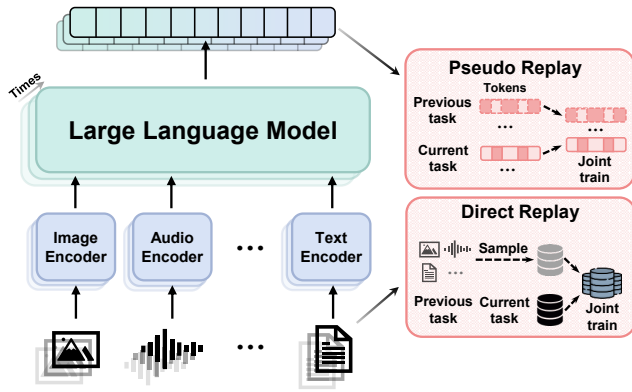 Times
Large Language Model
Image
Encoder
Audio
Encoder
...
Text
Encoder
...
Pseudo Replay
Tokens
Previous
task
...
...
Current
task
...
Joint
train
Direct Replay
Sample
...
Previous
task
Current
task
Joint
train